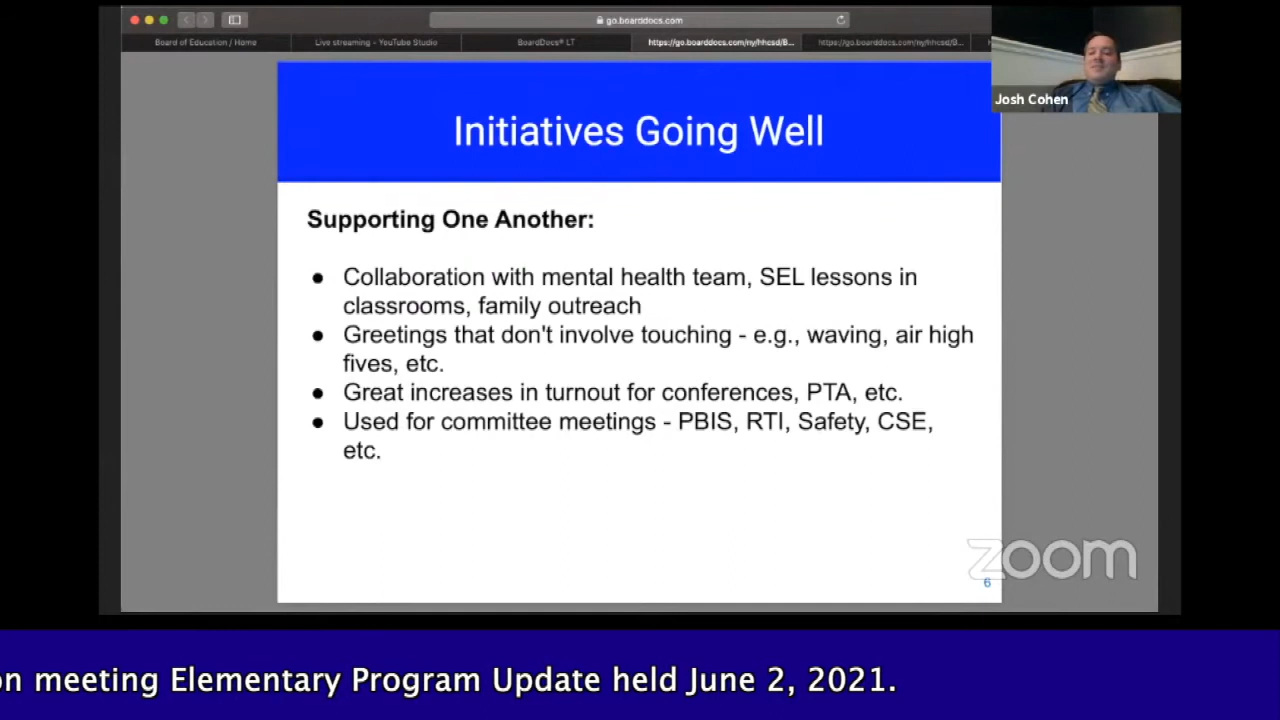 go.boarddocs.com
Board of Education / Home
Live streaming - YouTube Studio
BoardDocs® LT
https://go.boarddocs.com/ny/hhcsd/B...
https://go.boarddocs.com/ny/hhcsd/B...
Josh Cohen
Initiatives Going Well
Supporting One Another:
● Collaboration with mental health team, SEL lessons in
classrooms, family outreach
● Greetings that don't involve touching - e.g., waving, air high
fives, etc.
● Great increases in turnout for conferences, PTA, etc.
● Used for committee meetings - PBIS, RTI, Safety, CSE,
etc.
zoom
6
on meeting Elementary Program Update held June 2, 2021.